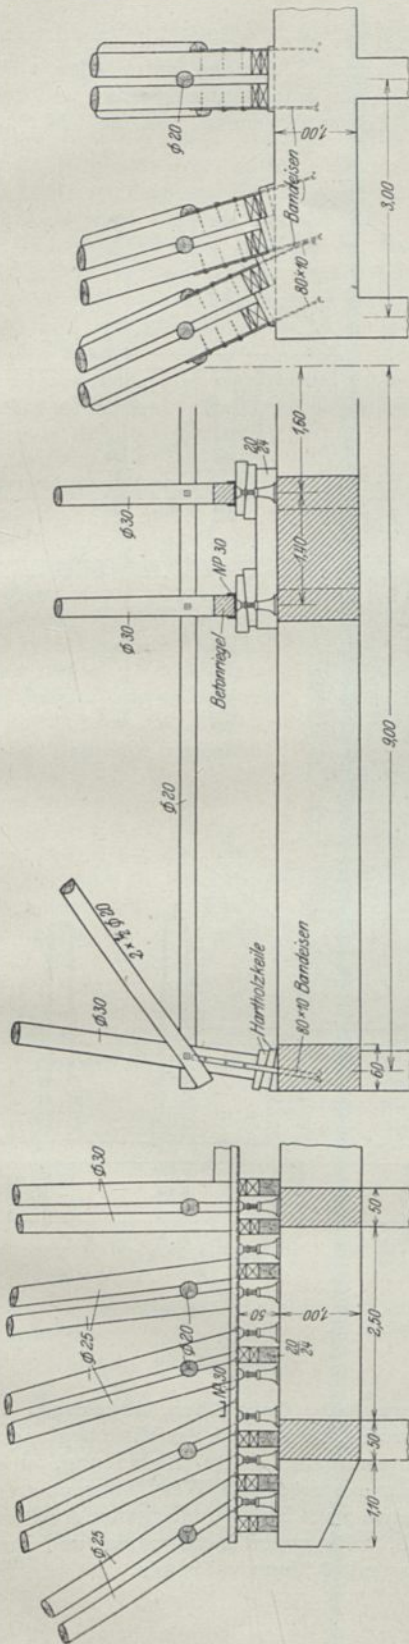 φ 25
φ 25
φ 30
φ 20
NP. 30
20
24
50
1,00
1,10
50
2,50
50
φ 30
2 × ½ φ 20
Hartholzkeile
80×10 Bandeisen
60
φ 20
φ 30
φ 30
NP 30
Betonriegel
20
24
1,40
1,60
9,00
φ 20
Bandeisen
80×10
1,00
3,00